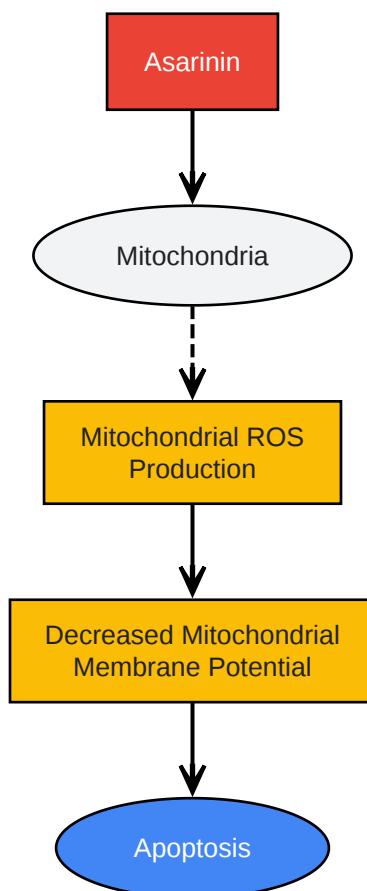 Asarinin
Mitochondria
Mitochondrial ROS
Production
Decreased Mitochondrial
Membrane Potential
Apoptosis